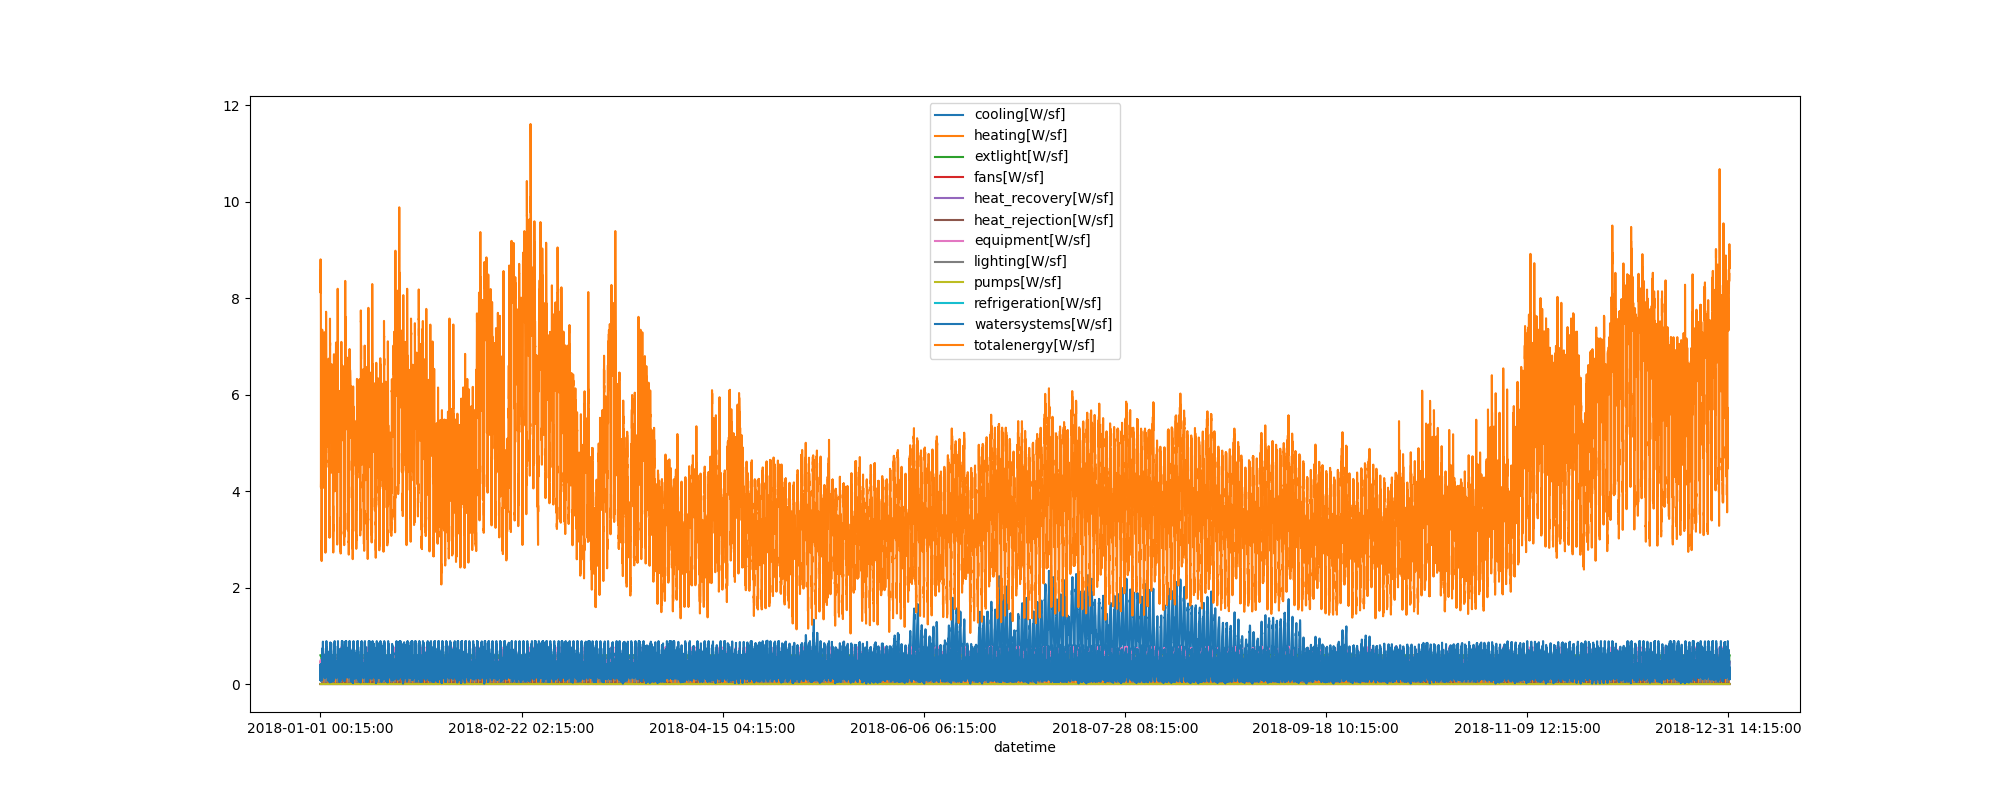 12
10
8
6
4
2
0
cooling[W/sf]
heating[W/sf]
extlight[W/sf]
fans[W/sf]
heat_recovery[W/sf]
heat_rejection[W/sf]
equipment[W/sf]
lighting[W/sf]
pumps[W/sf]
refrigeration[W/sf]
watersystems[W/sf]
totalenergy[W/sf]
2018-01-01 00:15:00 2018-02-22 02:15:00 2018-04-15 04:15:00 2018-06-06 06:15:00 2018-07-28 08:15:00 2018-09-18 10:15:00 2018-11-09 12:15:00 2018-12-31 14:15:00
datetime